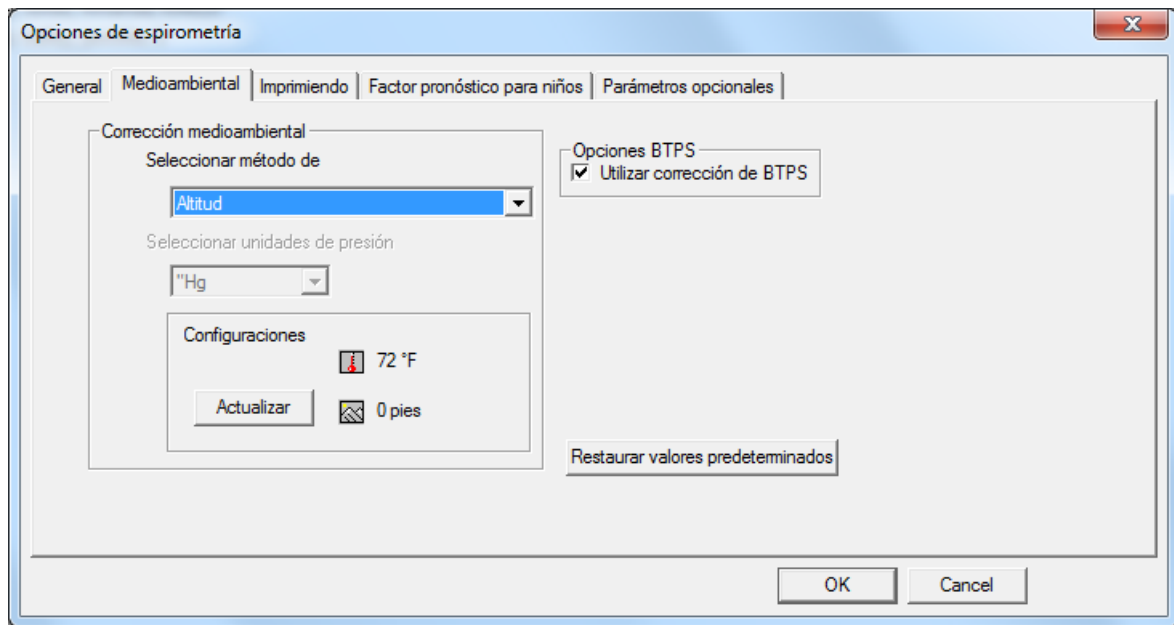 Opciones de espirometría
General
Medioambiental
Imprimiendo
Factor pronóstico para niños
Parámetros opcionales
Corrección medioambiental
Seleccionar método de
Altitud
Seleccionar unidades de presión
"Hg
Configuraciones
72 °F
Actualizar
0 pies
Opciones BTPS
Utilizar corrección de BTPS
Restaurar valores predeterminados
OK
Cancel